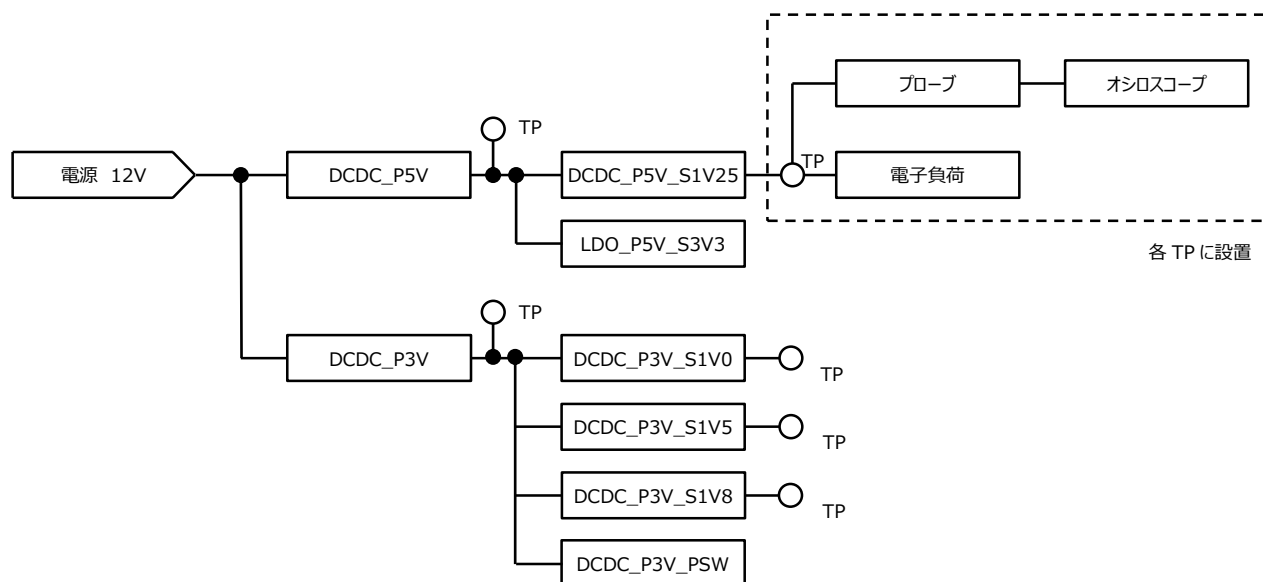 プローブ
オシロスコープ
TP
電源 12V
DCDC_P5V
DCDC_P5V_S1V25
TP
電子負荷
LDO_P5V_S3V3
各 TP に設置
TP
DCDC_P3V
DCDC_P3V_S1V0
TP
DCDC_P3V_S1V5
TP
DCDC_P3V_S1V8
TP
DCDC_P3V_PSW